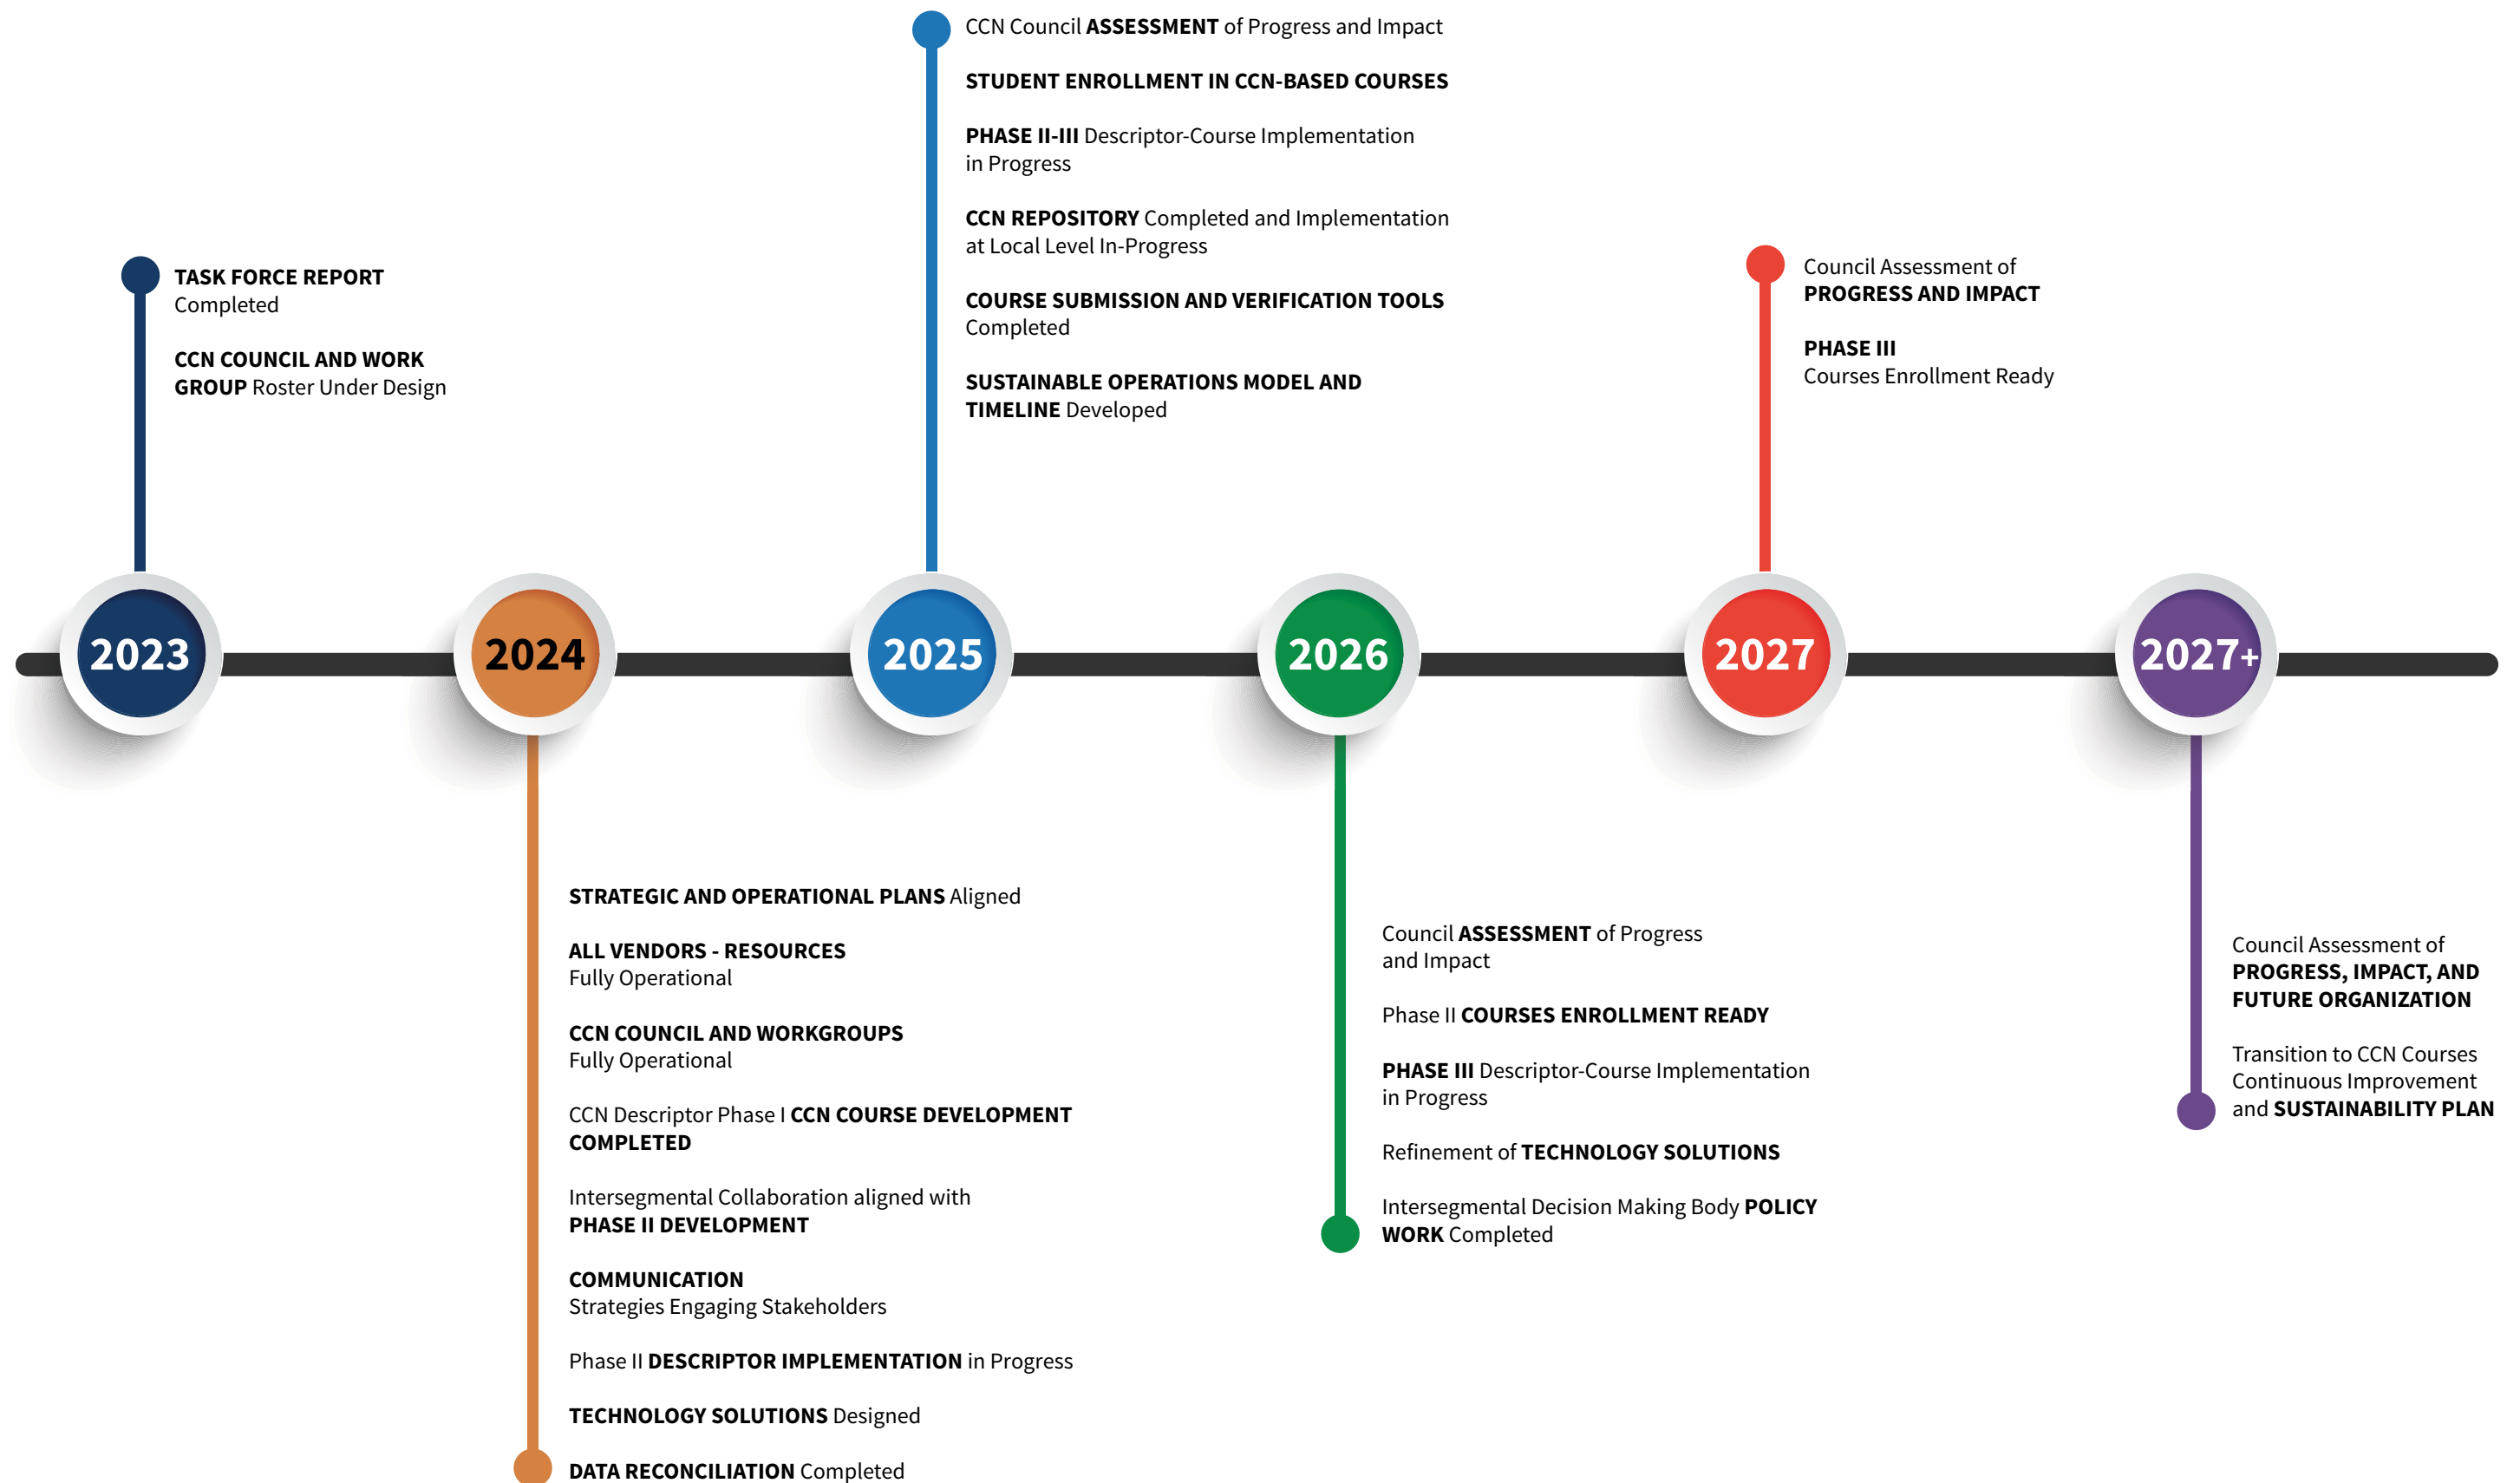 TASK FORCE REPORT
Completed
CCN COUNCIL AND WORK
GROUP Roster Under Design
2023
STRATEGIC AND OPERATIONAL PLANS Aligned
ALL VENDORS - RESOURCES
Fully Operational
CCN COUNCIL AND WORKGROUPS
Fully Operational
CCN Descriptor Phase I CCN COURSE DEVELOPMENT
COMPLETED
Intersegmental Collaboration aligned with
PHASE II DEVELOPMENT
COMMUNICATION
Strategies Engaging Stakeholders
Phase II DESCRIPTOR IMPLEMENTATION in Progress
TECHNOLOGY SOLUTIONS Designed
DATA RECONCILIATION Completed
2024
CCN Council ASSESSMENT of Progress and Impact
STUDENT ENROLLMENT IN CCN-BASED COURSES
PHASE II-III Descriptor-Course Implementation
in Progress
CCN REPOSITORY Completed and Implementation
at Local Level In-Progress
COURSE SUBMISSION AND VERIFICATION TOOLS
Completed
SUSTAINABLE OPERATIONS MODEL AND
TIMELINE Developed
2025
2026
Council ASSESSMENT of Progress
and Impact
Phase II COURSES ENROLLMENT READY
PHASE III Descriptor-Course Implementation
in Progress
Refinement of TECHNOLOGY SOLUTIONS
Intersegmental Decision Making Body POLICY
WORK Completed
Council Assessment of
PROGRESS AND IMPACT
PHASE III
Courses Enrollment Ready
2027
2027+
Council Assessment of
PROGRESS, IMPACT, AND
FUTURE ORGANIZATION
Transition to CCN Courses
Continuous Improvement
and SUSTAINABILITY PLAN